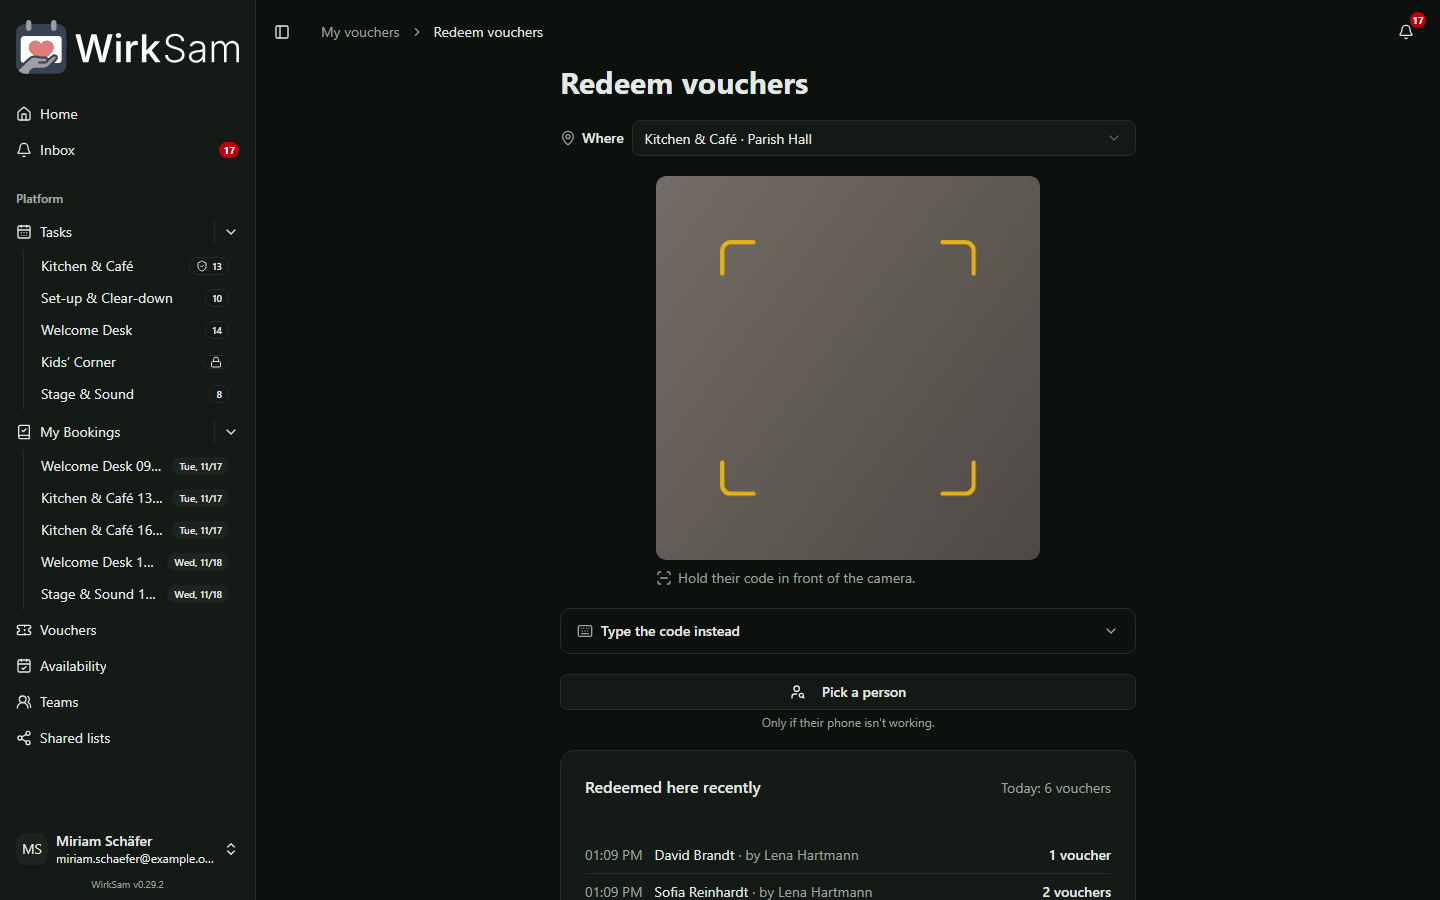 WirkSam
My vouchers > Redeem vouchers
17
Home
Inbox 17
Platform
Tasks
Kitchen & Café 13
Set-up & Clear-down 10
Welcome Desk 14
Kids’ Corner
Stage & Sound 8
My Bookings
Welcome Desk 09... Tue, 11/17
Kitchen & Café 13... Tue, 11/17
Kitchen & Café 16... Tue, 11/17
Welcome Desk 1... Wed, 11/18
Stage & Sound 1... Wed, 11/18
Vouchers
Availability
Teams
Shared lists
MS
Miriam Schäfer
miriam.schaefer@example.o...
WirkSam v0.29.2
Redeem vouchers
Where Kitchen & Café · Parish Hall
Hold their code in front of the camera.
Type the code instead
Pick a person
Only if their phone isn't working.
Redeemed here recently Today: 6 vouchers
01:09 PM David Brandt · by Lena Hartmann 1 voucher
01:09 PM Sofia Reinhardt · by Lena Hartmann 2 vouchers